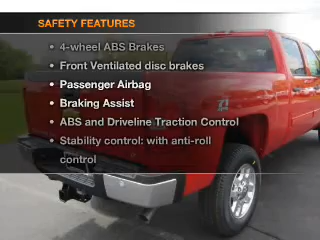 SAFETY FEATURES
• 4-wheel ABS Brakes
• Front Ventilated disc brakes
• Passenger Airbag
• Braking Assist
• ABS and Driveline Traction Control
• Stability control: with anti-roll
control